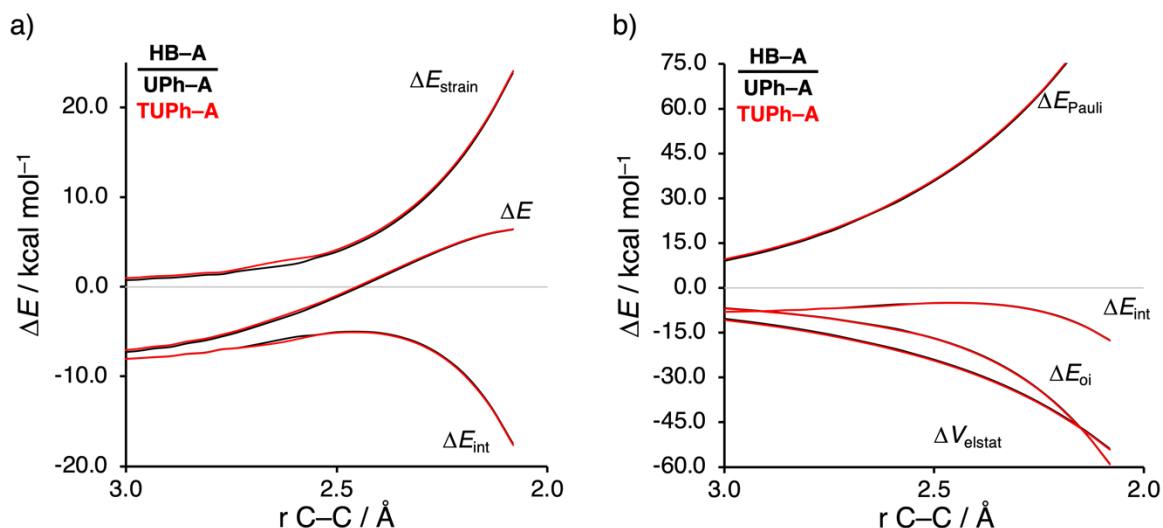 a)
HB–A
UPh–A
TUPh–A
ΔE / kcal mol⁻¹
20.0
10.0
0.0
-10.0
-20.0
3.0
2.5
2.0
r C–C / Å
ΔEstrain
ΔE
ΔEint
b)
HB–A
UPh–A
TUPh–A
ΔE / kcal mol⁻¹
75.0
60.0
45.0
30.0
15.0
0.0
-15.0
-30.0
-45.0
-60.0
3.0
2.5
2.0
r C–C / Å
ΔEPauli
ΔEint
ΔEoi
ΔVelstat